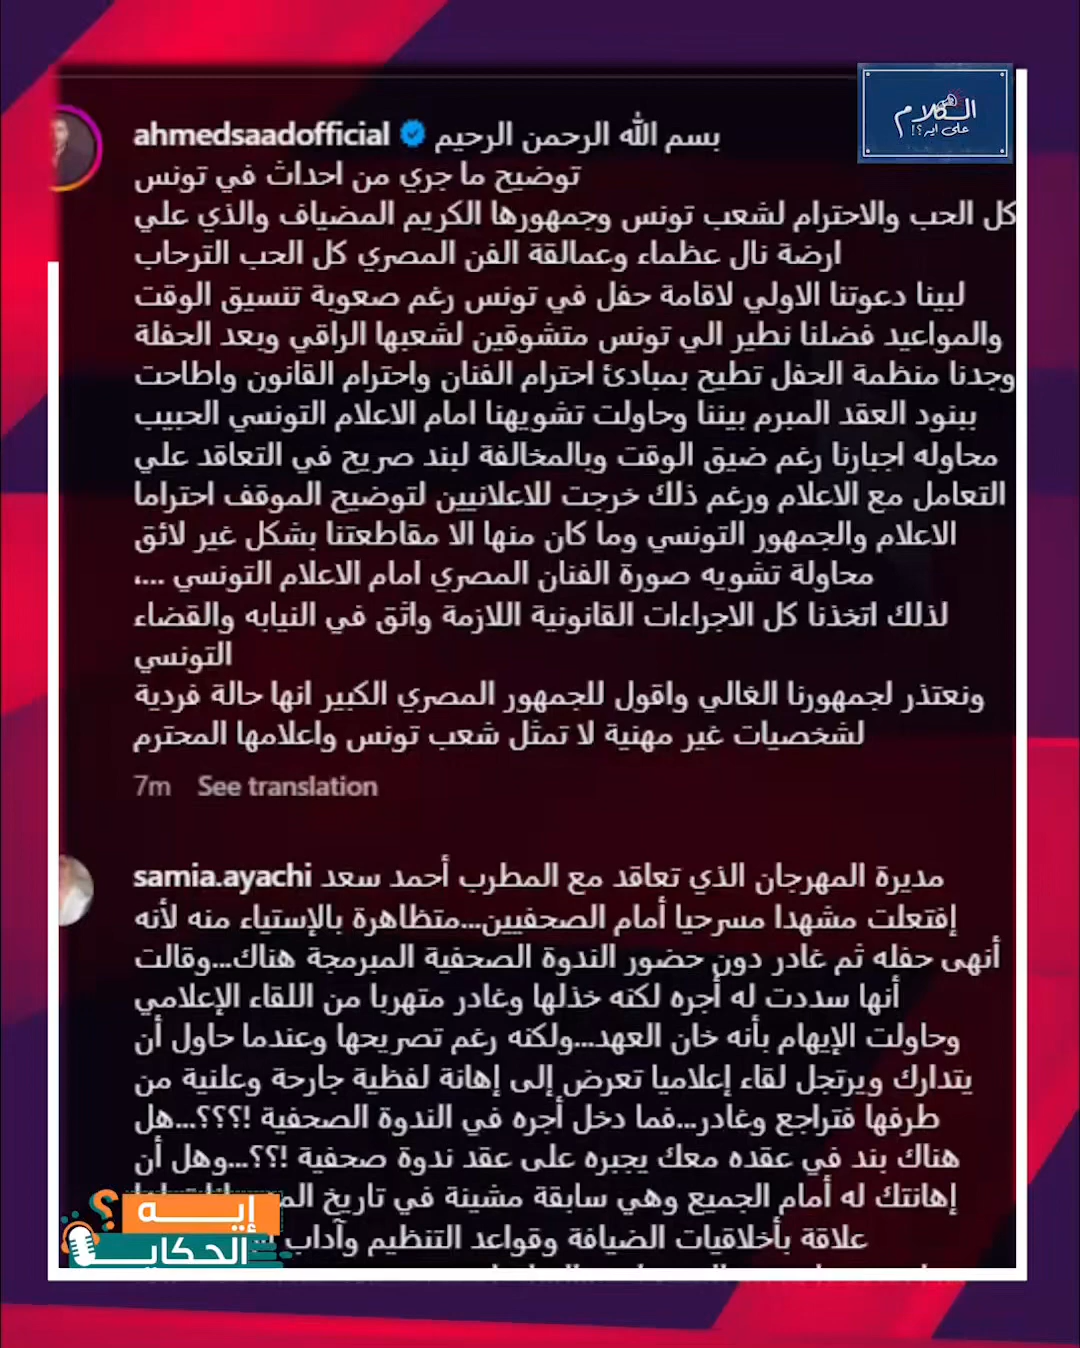 الكلام
هي
على ايه؟!
ahmedsaadofficial بسم الله الرحمن الرحيم
توضيح ما جري من احداث في تونس
كل الحب والاحترام لشعب تونس وجمهورها الكريم المضياف والذي علي
ارضة نال عظماء وعمالقة الفن المصري كل الحب الترحاب
لبينا دعوتنا الاولي لاقامة حفل في تونس رغم صعوبة تنسيق الوقت
والمواعيد فضلنا نطير الي تونس متشوقين لشعبها الراقي وبعد الحفلة
وجدنا منظمة الحفل تطيح بمبادئ احترام الفنان واحترام القانون واطاحت
ببنود العقد المبرم بيننا وحاولت تشويهنا امام الاعلام التونسي الحبيب
محاوله اجبارنا رغم ضيق الوقت وبالمخالفة لبند صريح في التعاقد علي
التعامل مع الاعلام ورغم ذلك خرجت للاعلانيين لتوضيح الموقف احتراما
الاعلام والجمهور التونسي وما كان منها الا مقاطعتنا بشكل غير لائق
محاولة تشويه صورة الفنان المصري امام الاعلام التونسي ....،
لذلك اتخذنا كل الاجراءات القانونية اللازمة واثق في النيابه والقضاء
التونسي
ونعتذر لجمهورنا الغالي واقول للجمهور المصري الكبير انها حالة فردية
لشخصيات غير مهنية لا تمثل شعب تونس واعلامها المحترم
7m See translation
samia.ayachi مديرة المهرجان الذي تعاقد مع المطرب أحمد سعد
إفتعلت مشهدا مسرحيا أمام الصحفيين...متظاهرة بالإستياء منه لأنه
أنهى حفله ثم غادر دون حضور الندوة الصحفية المبرمجة هناك...وقالت
أنها سددت له أجره لكنه خذلها وغادر متهربا من اللقاء الإعلامي
وحاولت الإيهام بأنه خان العهد...ولكنه رغم تصريحها وعندما حاول أن
يتدارك ويرتجل لقاء إعلاميا تعرض إلى إهانة لفظية جارحة وعلنية من
طرفها فتراجع وغادر...فما دخل أجره في الندوة الصحفية !؟؟؟...هل
هناك بند في عقده معك يجبره على عقد ندوة صحفية !؟؟...وهل أن
إهانتك له أمام الجميع وهي سابقة مشينة في تاريخ
علاقة بأخلاقيات الضيافة وقواعد التنظيم وآداب
إيه
الحكاية
؟